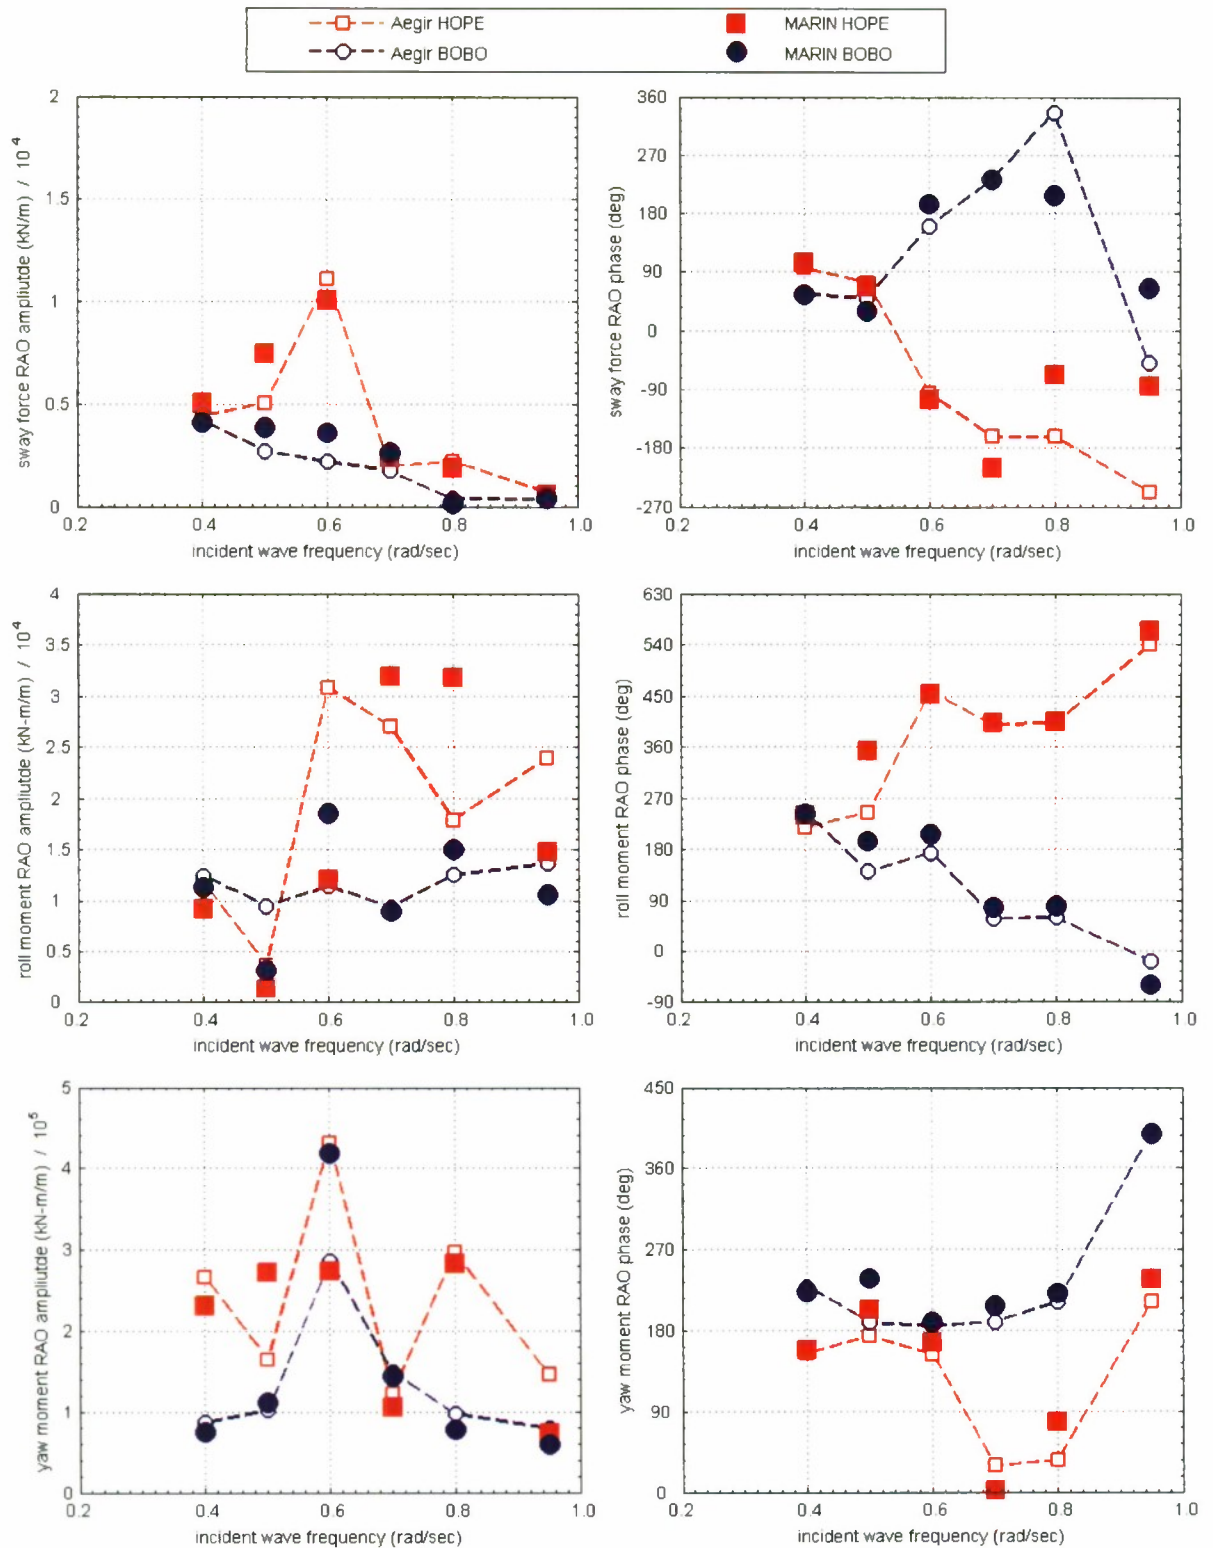 Aegir HOPE MARIN HOPE
Aegir BOBO MARIN BOBO
sway force RAO ampliutde (kN/m) / 10^4
2
1.5
1
0.5
0
0.2 0.4 0.6 0.8 1.0
incident wave frequency (rad/sec)
sway force RAO phase (deg)
360
270
180
90
0
-90
-180
-270
0.2 0.4 0.6 0.8 1.0
incident wave frequency (rad/sec)
roll moment RAO ampliutde (kN-m/m) / 10^4
4
3.5
3
2.5
2
1.5
1
0.5
0
0.2 0.4 0.6 0.8 1.0
incident wave frequency (rad/sec)
roll moment RAO phase (deg)
630
540
450
360
270
180
90
0
-90
0.2 0.4 0.6 0.8 1.0
incident wave frequency (rad/sec)
yaw moment RAO ampliutde (kN-m/m) / 10^5
5
4
3
2
1
0
0.2 0.4 0.6 0.8 1.0
incident wave frequency (rad/sec)
yaw moment RAO phase (deg)
450
360
270
180
90
0
0.2 0.4 0.6 0.8 1.0
incident wave frequency (rad/sec)